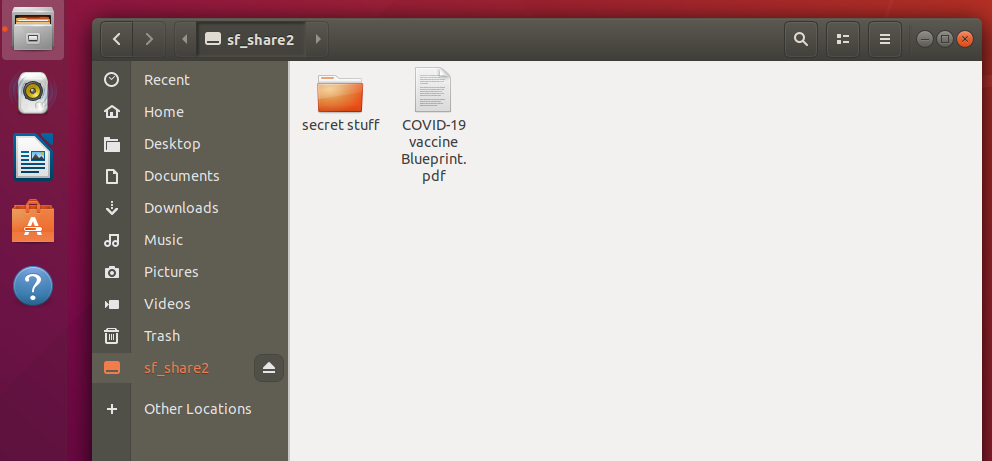 sf_share2
Recent
Home
Desktop
Documents
Downloads
Music
Pictures
Videos
Trash
sf_share2
Other Locations
secret stuff
COVID-19
vaccine
Blueprint.
pdf